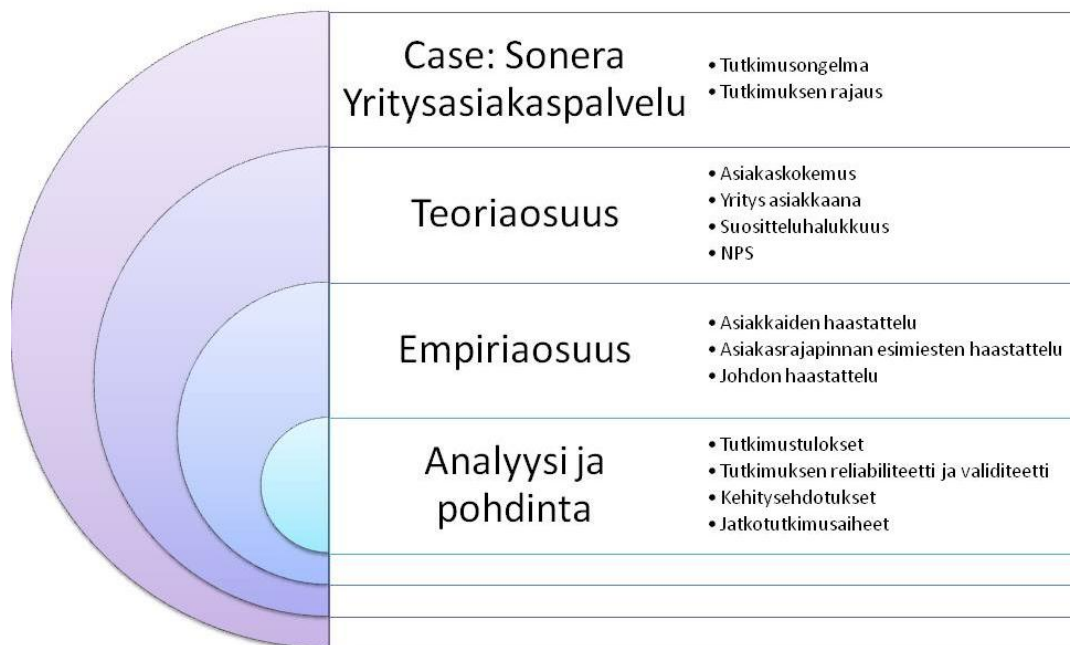 Case: Sonera
Yritysasiakaspalvelu
• Tutkimusongelma
• Tutkimuksen rajaus
Teoriaosuus
• Asiakaskokemus
• Yritys asiakkaana
• Suositteluhalukkuus
• NPS
Empiriaosuus
• Asiakkaiden haastattelu
• Asiakasrajapinnan esimiesten haastattelu
• Johdon haastattelu
Analyysi ja
pohdinta
• Tutkimustulokset
• Tutkimuksen reliabiliteetti ja validiteetti
• Kehitysehdotukset
• Jatkotutkimusaiheet